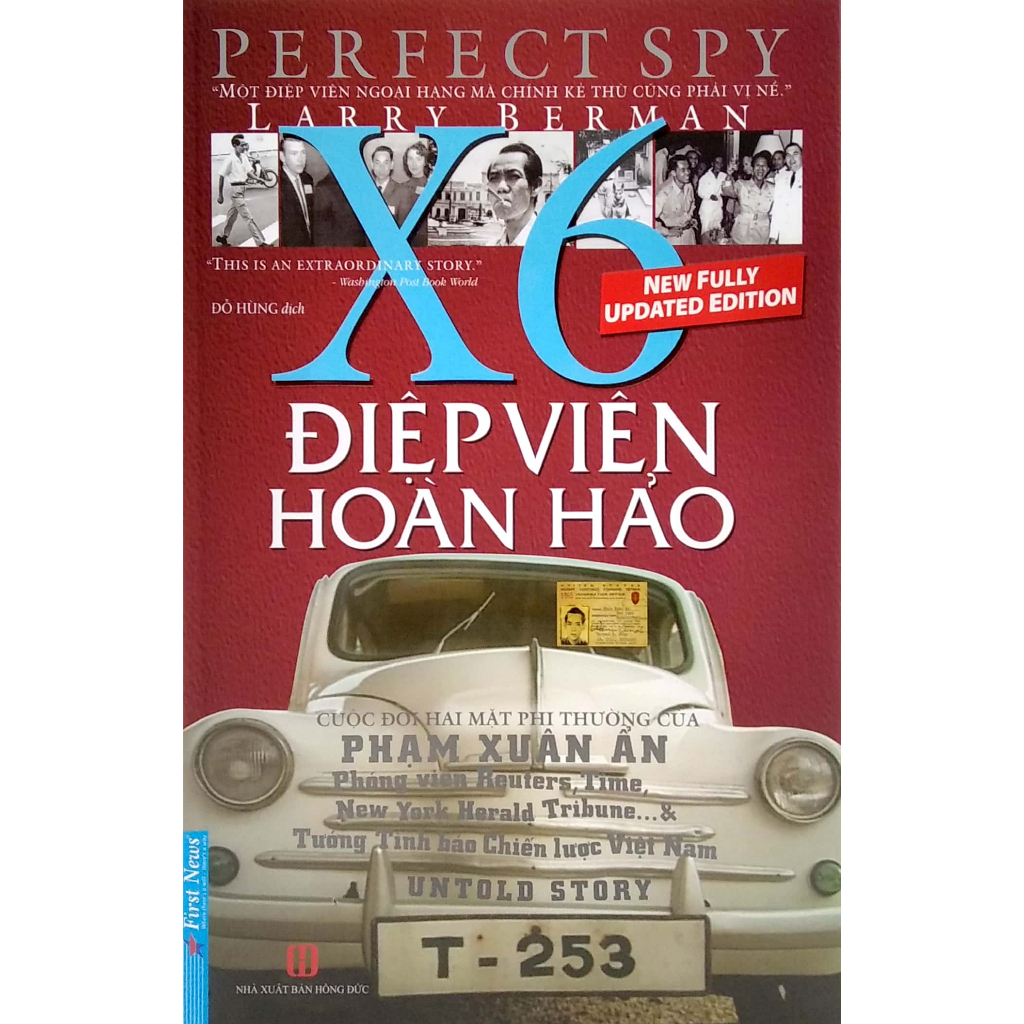 PERFECT SPY
“MỘT ĐIỆP VIÊN NGOẠI HẠNG MÀ CHÍNH KẺ THÙ CŨNG PHẢI VỊ NỂ.”
LARRY BERMAN
X6
“THIS IS AN EXTRAORDINARY STORY.”
- Washington Post Book World
ĐỖ HÙNG dịch
NEW FULLY
UPDATED EDITION
ĐIỆP VIÊN
HOÀN HẢO
CUỘC ĐỜI HAI MẶT PHI THƯỜNG CỦA
PHẠM XUÂN ẨN
Phóng viên Reuters, Time,
New York Herald Tribune...&
Tướng Tình báo Chiến lược Việt Nam
UNTOLD STORY
T - 253
First News
NHÀ XUẤT BẢN HỒNG ĐỨC